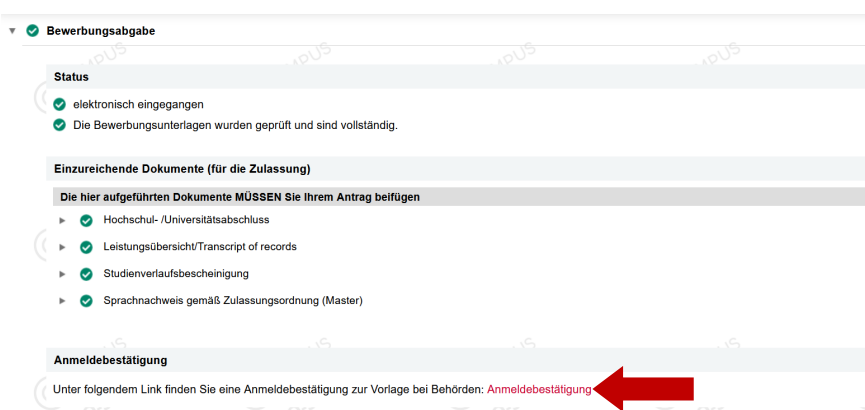 Bewerbungsabgabe
Status
elektronisch eingegangen
Die Bewerbungsunterlagen wurden geprüft und sind vollständig.
Einzureichende Dokumente (für die Zulassung)
Die hier aufgeführten Dokumente MÜSSEN Sie Ihrem Antrag beifügen
Hochschul- /Universitätsabschluss
Leistungsübersicht/Transcript of records
Studienverlaufsbescheinigung
Sprachnachweis gemäß Zulassungsordnung (Master)
Anmeldebestätigung
Unter folgendem Link finden Sie eine Anmeldebestätigung zur Vorlage bei Behörden: Anmeldebestätigung